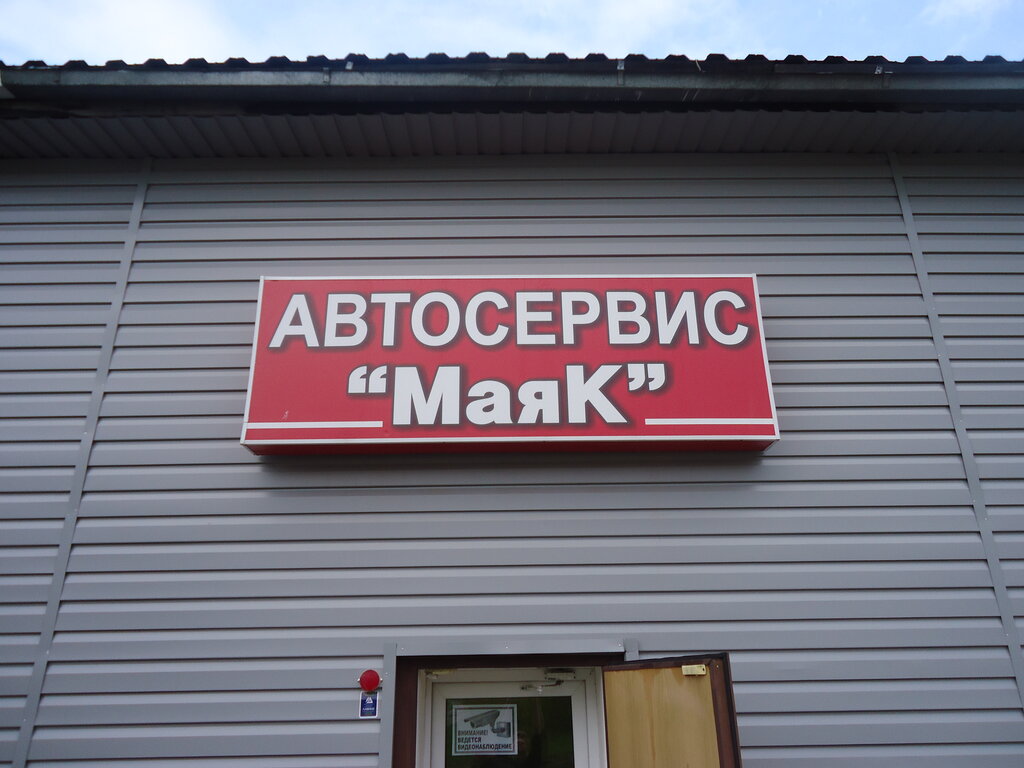 АВТОСЕРВИС
“МаяК”
ВНИМАНИЕ!
ВЕДЕТСЯ
ВИДЕОНАБЛЮДЕНИЕ